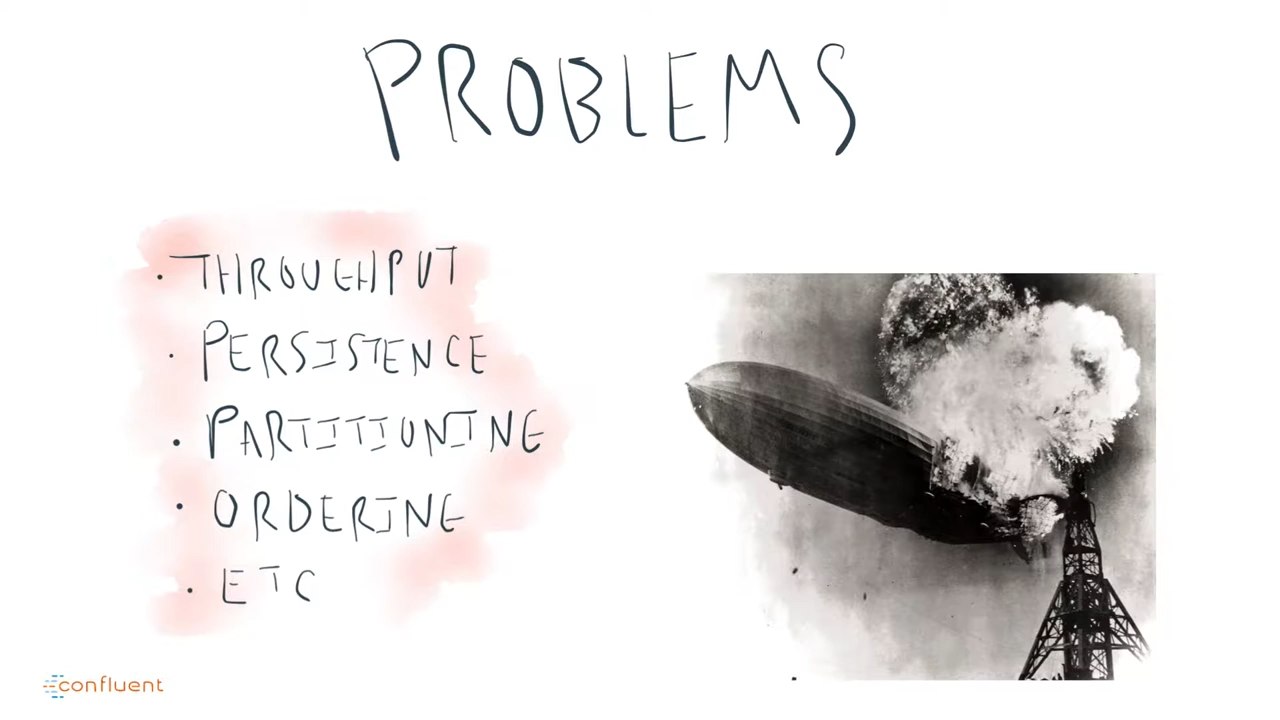 PROBLEMS
• THROUGHPUT
• PERSISTENCE
• PARTITIONING
• ORDERING
• ETC
confluent